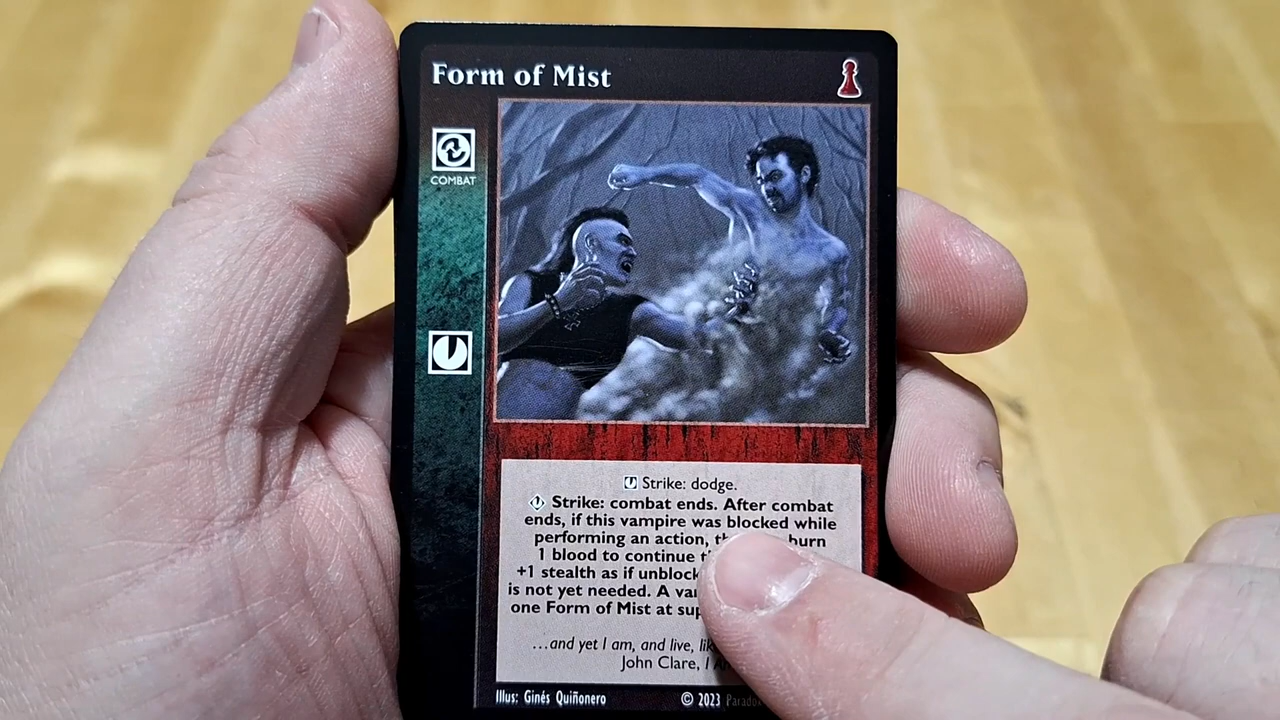 Form of Mist
COMBAT
Strike: dodge.
Strike: combat ends. After combat
ends, if this vampire was blocked while
performing an action, burn
1 blood to continue
+1 stealth as if
is not yet needed. A
one Form of Mist at
…and yet I am, and live,
John Clare, I
Illus: Ginés Quiñonero
© 2023 Paradox